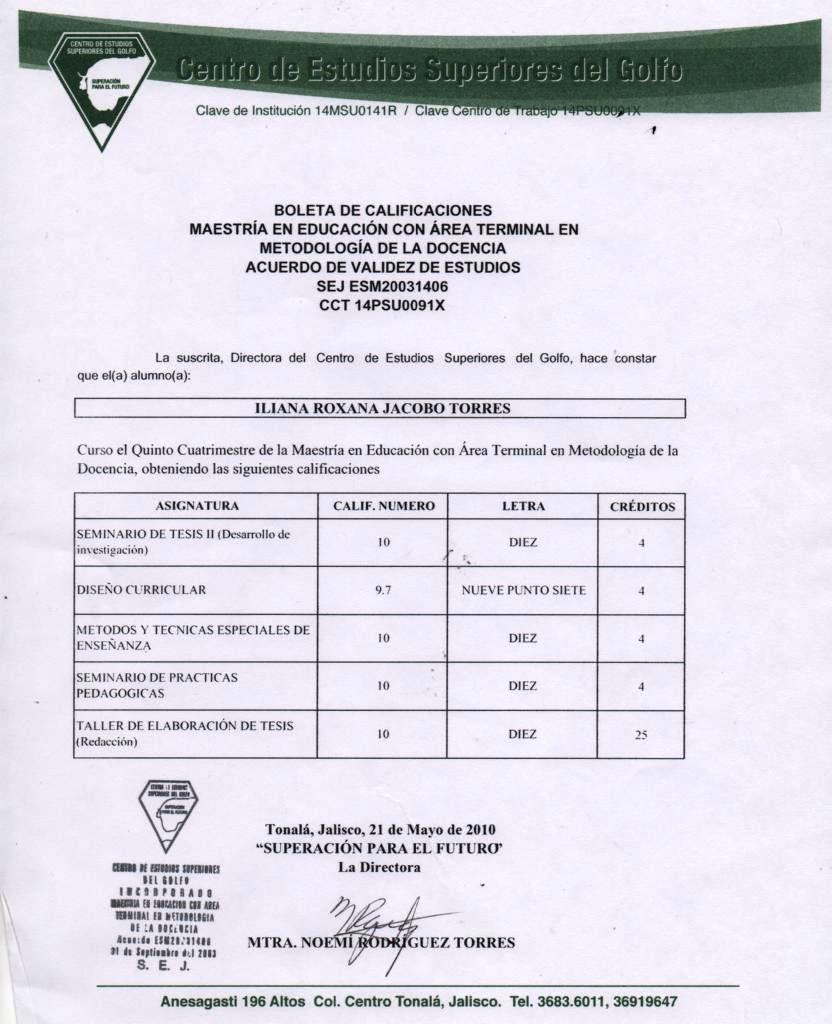 CENTRO DE ESTUDIOS
SUPERIORES DEL GOLFO
SUPERACIÓN
PARA EL FUTURO
Centro de Estudios Superiores del Golfo
Clave de Institución 14MSU0141R / Clave Centro de Trabajo 14PSU0091X
BOLETA DE CALIFICACIONES
MAESTRÍA EN EDUCACIÓN CON ÁREA TERMINAL EN
METODOLOGÍA DE LA DOCENCIA
ACUERDO DE VALIDEZ DE ESTUDIOS
SEJ ESM20031406
CCT 14PSU0091X
La suscrita, Directora del Centro de Estudios Superiores del Golfo, hace constar
que el(a) alumno(a):
ILIANA ROXANA JACOBO TORRES
Curso el Quinto Cuatrimestre de la Maestría en Educación con Área Terminal en Metodología de la
Docencia, obteniendo las siguientes calificaciones
ASIGNATURA CALIF. NUMERO LETRA CRÉDITOS
SEMINARIO DE TESIS II (Desarrollo de
investigación) 10 DIEZ 4
DISEÑO CURRICULAR 9.7 NUEVE PUNTO SIETE 4
METODOS Y TECNICAS ESPECIALES DE
ENSEÑANZA 10 DIEZ 4
SEMINARIO DE PRACTICAS
PEDAGOGICAS 10 DIEZ 4
TALLER DE ELABORACIÓN DE TESIS
(Redacción) 10 DIEZ 25
Tonalá, Jalisco, 21 de Mayo de 2010
“SUPERACIÓN PARA EL FUTURO”
La Directora
MTRA. NOEMÍ RODRÍGUEZ TORRES
CENTRO DE ESTUDIOS SUPERIORES
DEL GOLFO
INCORPORADO
MAESTRIA EN EDUCACION CON AREA
TERMINAL EN METODOLOGIA
DE LA DOCENCIA
Acuerdo
de Septiembre del 2003
S. E. J.
Anesagasti 196 Altos Col. Centro Tonalá, Jalisco. Tel. 3683.6011, 36919647